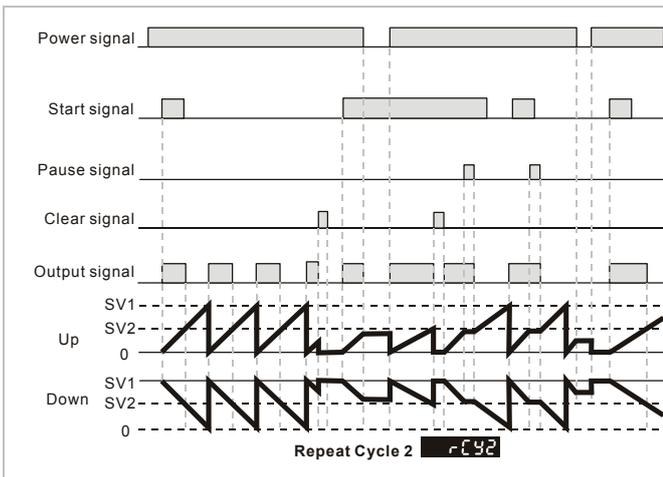 Power signal
Start signal
Pause signal
Clear signal
Output signal
SV1
SV2
Up
0
SV1
Down SV2
0
Repeat Cycle 2 rCY2